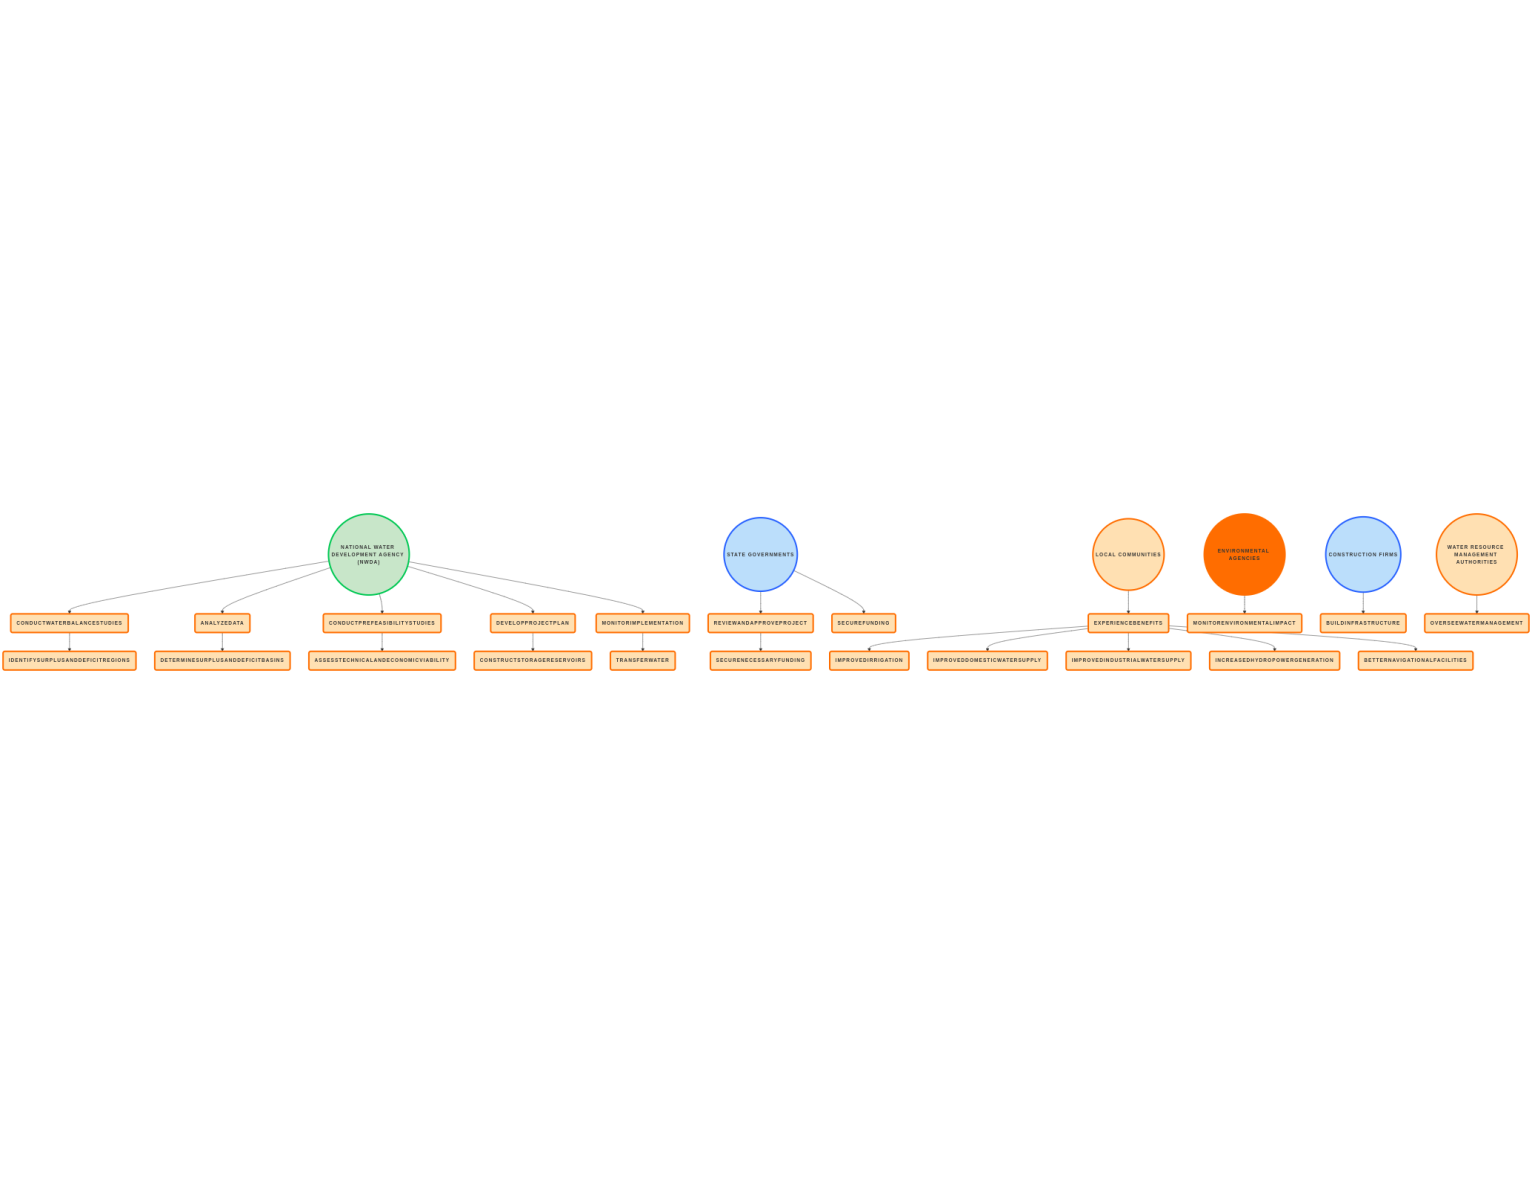 NATIONAL WATER
DEVELOPMENT AGENCY
[NWDA]
STATE GOVERNMENTS
LOCAL COMMUNITIES
ENVIRONMENTAL
AGENCIES
CONSTRUCTION FIRMS
WATER RESOURCE
MANAGEMENT
AUTHORITIES
CONDUCTWATERBALANCESTUDIES
ANALYZEDATA
CONDUCTPREFEASIBILITYSTUDIES
DEVELOPPROJECTPLAN
MONITORIMPLEMENTATION
REVIEWANDAPPROVEPROJECT
SECUREFUNDING
EXPERIENCEBENEFITS
MONITORENVIRONMENTALIMPACT
BUILDINFRASTRUCTURE
OVERSEEWATERMANAGEMENT
IDENTIFYSURPLUSANDDEFICITREGIONS
DETERMINESURPLUSANDDEFICITBASINS
ASSESSTECHNICALANDECONOMICVIABILITY
CONSTRUCTSTORAGERESERVOIRS
TRANSFERWATER
SECURENECESSARYFUNDING
IMPROVEDIRRIGATION
IMPROVEDDOMESTICWATERSUPPLY
IMPROVEDINDUSTRIALWATERSUPPLY
INCREASEDHYDROPOWERGENERATION
BETTERNAVIGATIONALFACILITIES